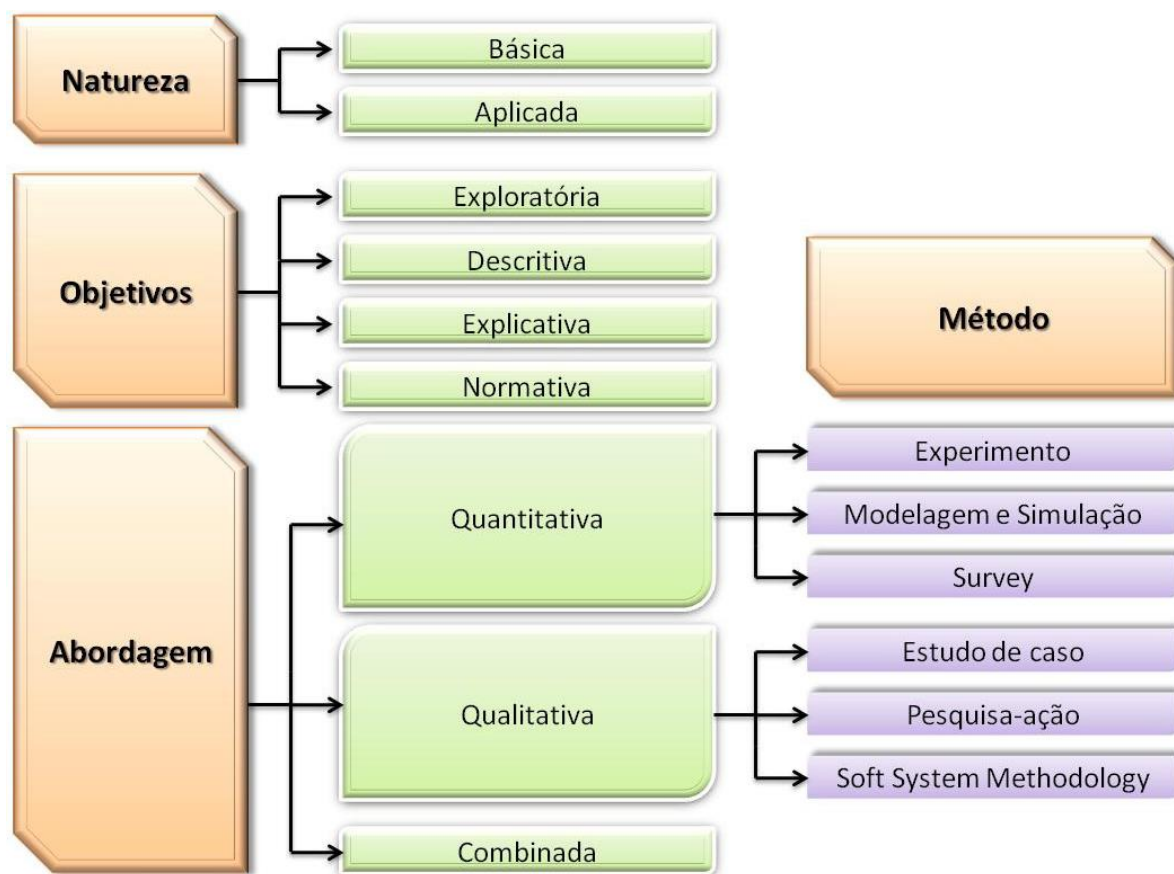 Natureza
Básica
Aplicada
Objetivos
Exploratória
Descritiva
Explicativa
Normativa
Método
Abordagem
Quantitativa
Experimento
Modelagem e Simulação
Survey
Qualitativa
Estudo de caso
Pesquisa-ação
Soft System Methodology
Combinada